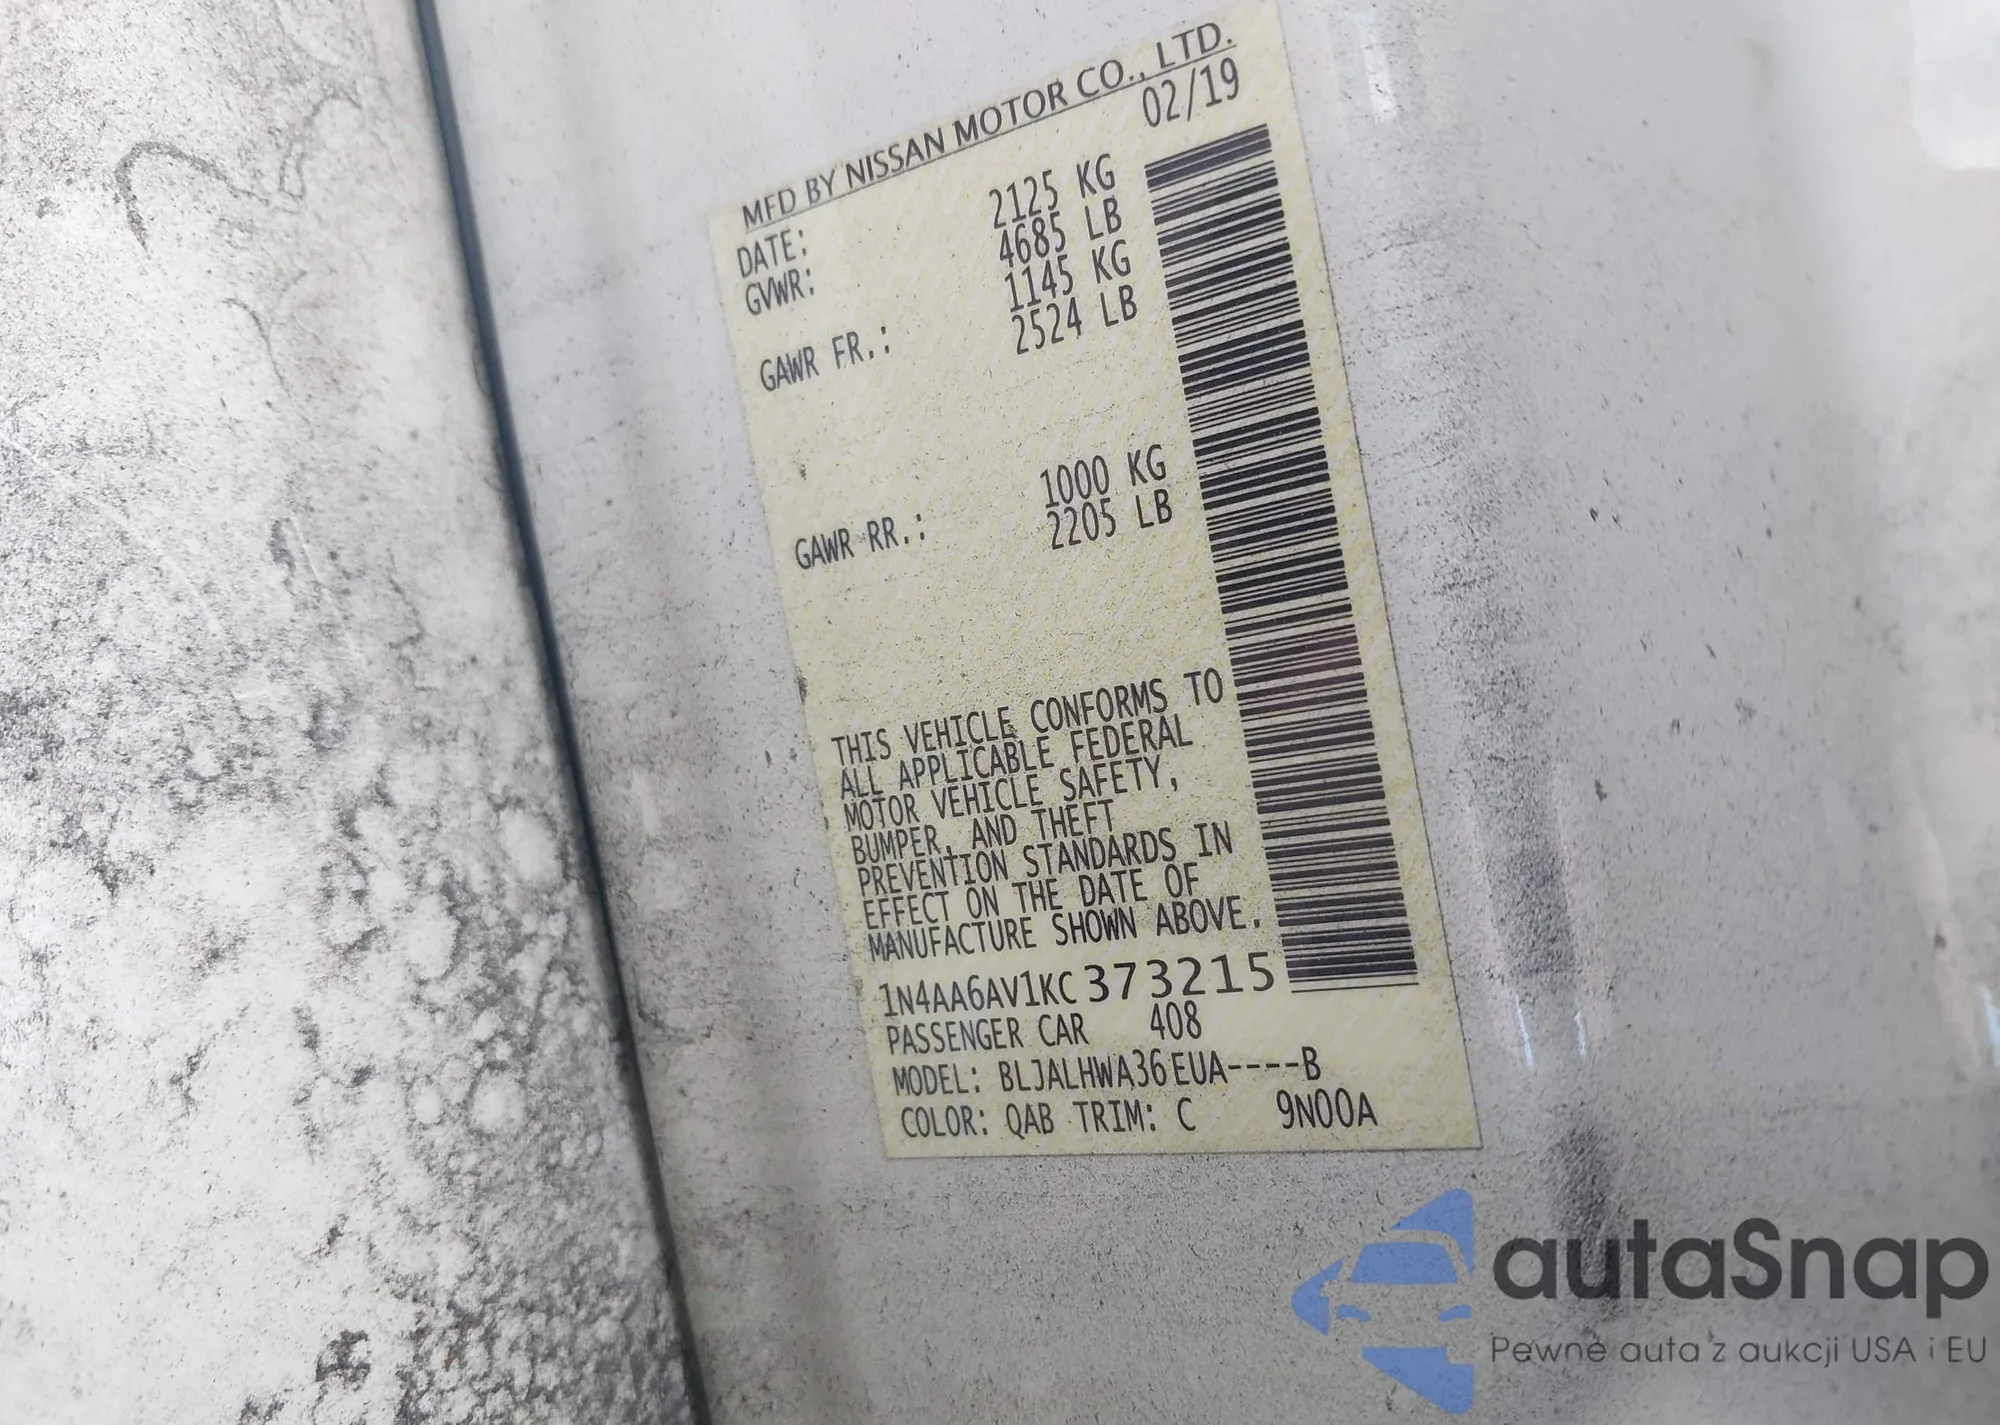 MFD BY NISSAN MOTOR CO., LTD.
DATE: 02/19
GVWR: 2125 KG
4685 LB
GAWR FR.: 1145 KG
2524 LB
GAWR RR.: 1000 KG
2205 LB
THIS VEHICLE CONFORMS TO
ALL APPLICABLE FEDERAL
MOTOR VEHICLE SAFETY,
BUMPER, AND THEFT
PREVENTION STANDARDS IN
EFFECT ON THE DATE OF
MANUFACTURE SHOWN ABOVE.
1N4AA6AV1KC373215
PASSENGER CAR 408
MODEL: BLJALHWA36EUA----B
COLOR: QAB TRIM: C 9N00A
autaSnap
Pewne auta z aukcji USA i EU